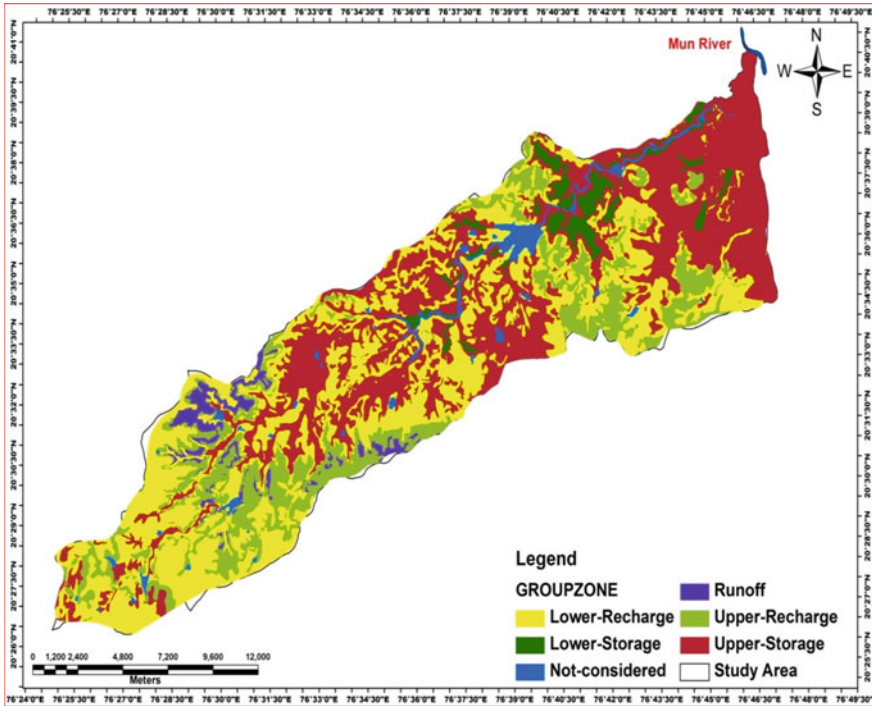 76°25'30"E 76°27'0"E 76°28'30"E 76°30'0"E 76°31'30"E 76°33'0"E 76°34'30"E 76°36'0"E 76°37'30"E 76°39'0"E 76°40'30"E 76°42'0"E 76°43'30"E 76°45'0"E 76°46'30"E 76°48'0"E 76°49'30"E
Mun River
N
W E
S
Legend
GROUPZONE
Lower-Recharge
Lower-Storage
Not-considered
Runoff
Upper-Recharge
Upper-Storage
Study Area
0 1,200 2,400 4,800 7,200 9,600 12,000
Meters
76°24'0"E 76°25'30"E 76°27'0"E 76°28'30"E 76°30'0"E 76°31'30"E 76°33'0"E 76°34'30"E 76°36'0"E 76°37'30"E 76°39'0"E 76°40'30"E 76°42'0"E 76°43'30"E 76°45'0"E 76°46'30"E 76°48'0"E 76°49'30"E